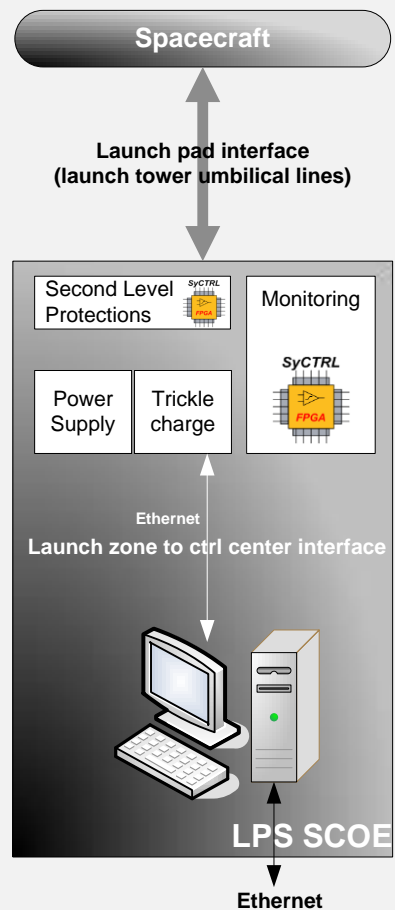 Spacecraft
Launch pad interface
(launch tower umbilical lines)
Second Level
Protections
SyCTRL
FPGA
Monitoring
SyCTRL
FPGA
Power
Supply
Trickle
charge
Ethernet
Launch zone to ctrl center interface
LPS SCOE
Ethernet